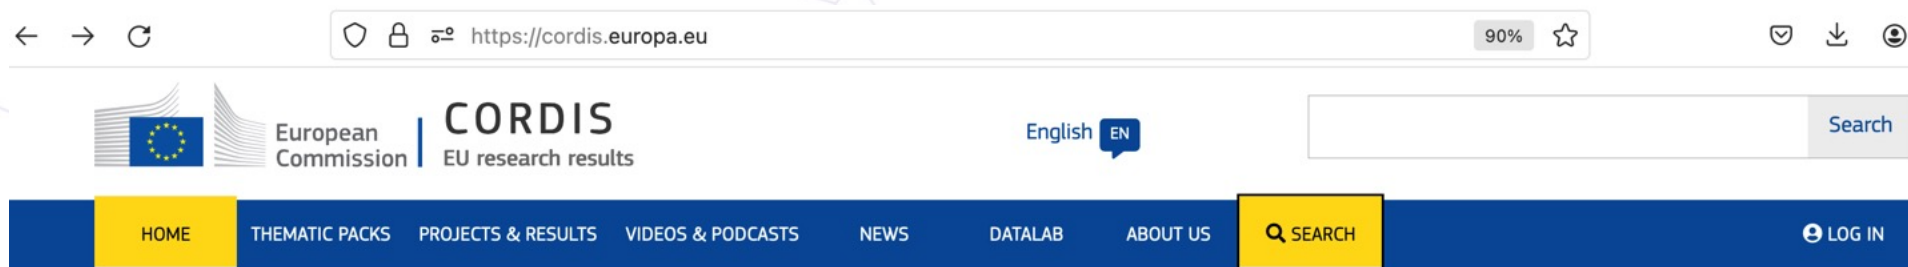 https://cordis.europa.eu 90%
European Commission
CORDIS
EU research results
English EN
Search
HOME THEMATIC PACKS PROJECTS & RESULTS VIDEOS & PODCASTS NEWS DATALAB ABOUT US SEARCH LOG IN